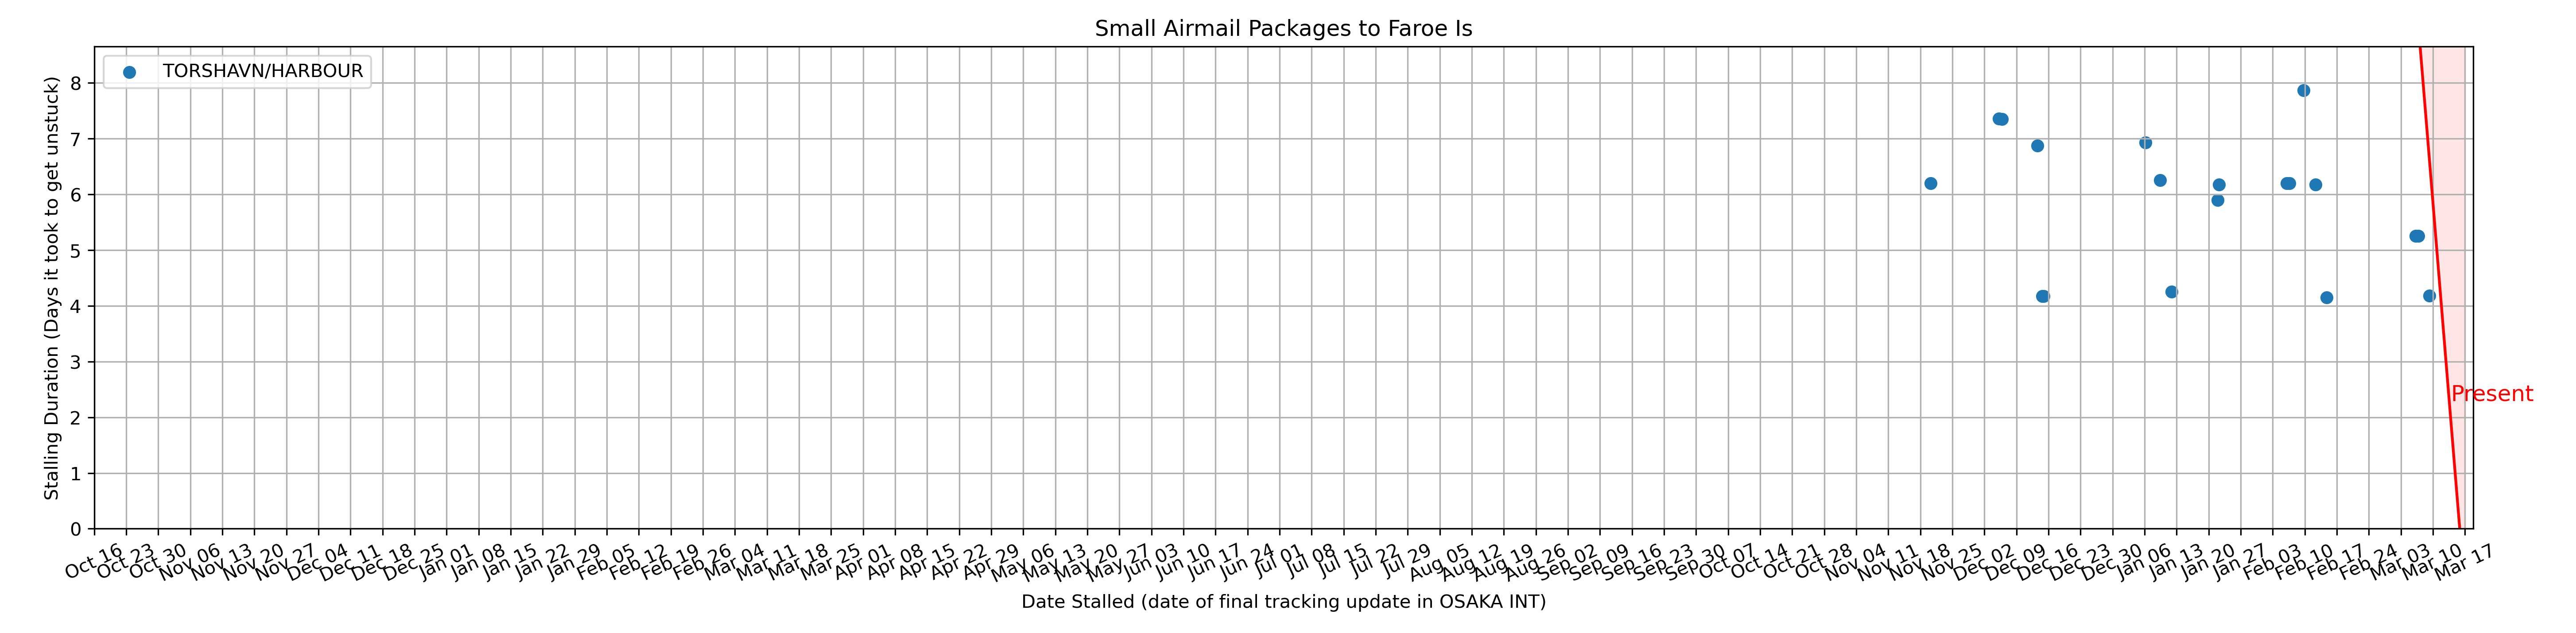 Small Airmail Packages to Faroe Is
TORSHAVN/HARBOUR
Stalling Duration (Days it took to get unstuck)
8
7
6
5
4
3
2
1
0
Present
Oct 16 Oct 23 Oct 30 Nov 06 Nov 13 Nov 20 Nov 27 Dec 04 Dec 11 Dec 18 Dec 25 Jan 01 Jan 08 Jan 15 Jan 22 Jan 29 Feb 05 Feb 12 Feb 19 Feb 26 Mar 04 Mar 11 Mar 18 Mar 25 Apr 01 Apr 08 Apr 15 Apr 22 Apr 29 May 06 May 13 May 20 May 27 Jun 03 Jun 10 Jun 17 Jun 24 Jul 01 Jul 08 Jul 15 Jul 22 Jul 29 Aug 05 Aug 12 Aug 19 Aug 26 Sep 02 Sep 09 Sep 16 Sep 23 Sep 30 Oct 07 Oct 14 Oct 21 Oct 28 Nov 04 Nov 11 Nov 18 Nov 25 Dec 02 Dec 09 Dec 16 Dec 23 Dec 30 Jan 06 Jan 13 Jan 20 Jan 27 Feb 03 Feb 10 Feb 17 Feb 24 Mar 03 Mar 10 Mar 17
Date Stalled (date of final tracking update in OSAKA INT)